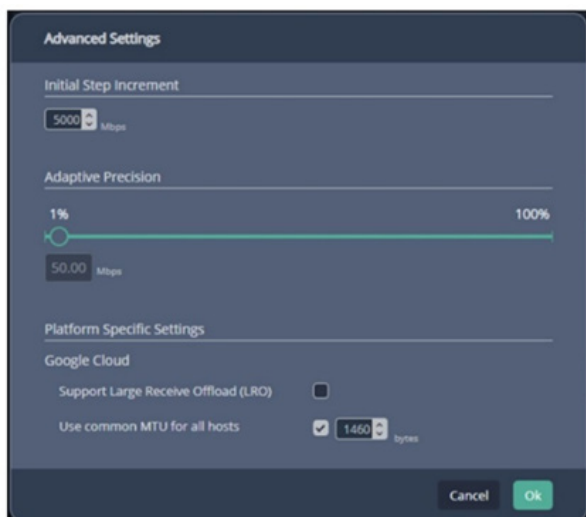 Advanced Settings
Initial Step Increment
5000 Mbps
Adaptive Precision
1% 100%
50.00 Mbps
Platform Specific Settings
Google Cloud
Support Large Receive Offload (LRO)
Use common MTU for all hosts 1460 bytes
Cancel Ok